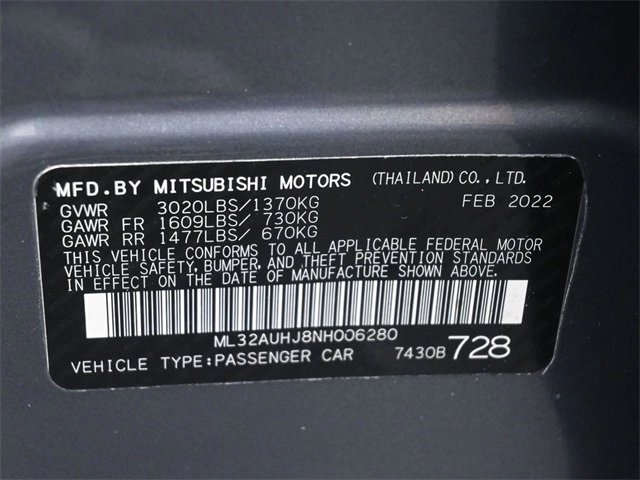 MFD.BY MITSUBISHI MOTORS (THAILAND)CO.,LTD.
GVWR 3020LBS/1370KG FEB 2022
GAWR FR 1609LBS/ 730KG
GAWR RR 1477LBS/ 670KG
THIS VEHICLE CONFORMS TO ALL APPLICABLE FEDERAL MOTOR
VEHICLE SAFETY, BUMPER, AND THEFT PREVENTION STANDARDS
IN EFFECT ON THE DATE OF MANUFACTURE SHOWN ABOVE.
ML32AUHJ8NH006280
VEHICLE TYPE:PASSENGER CAR 7430B 728